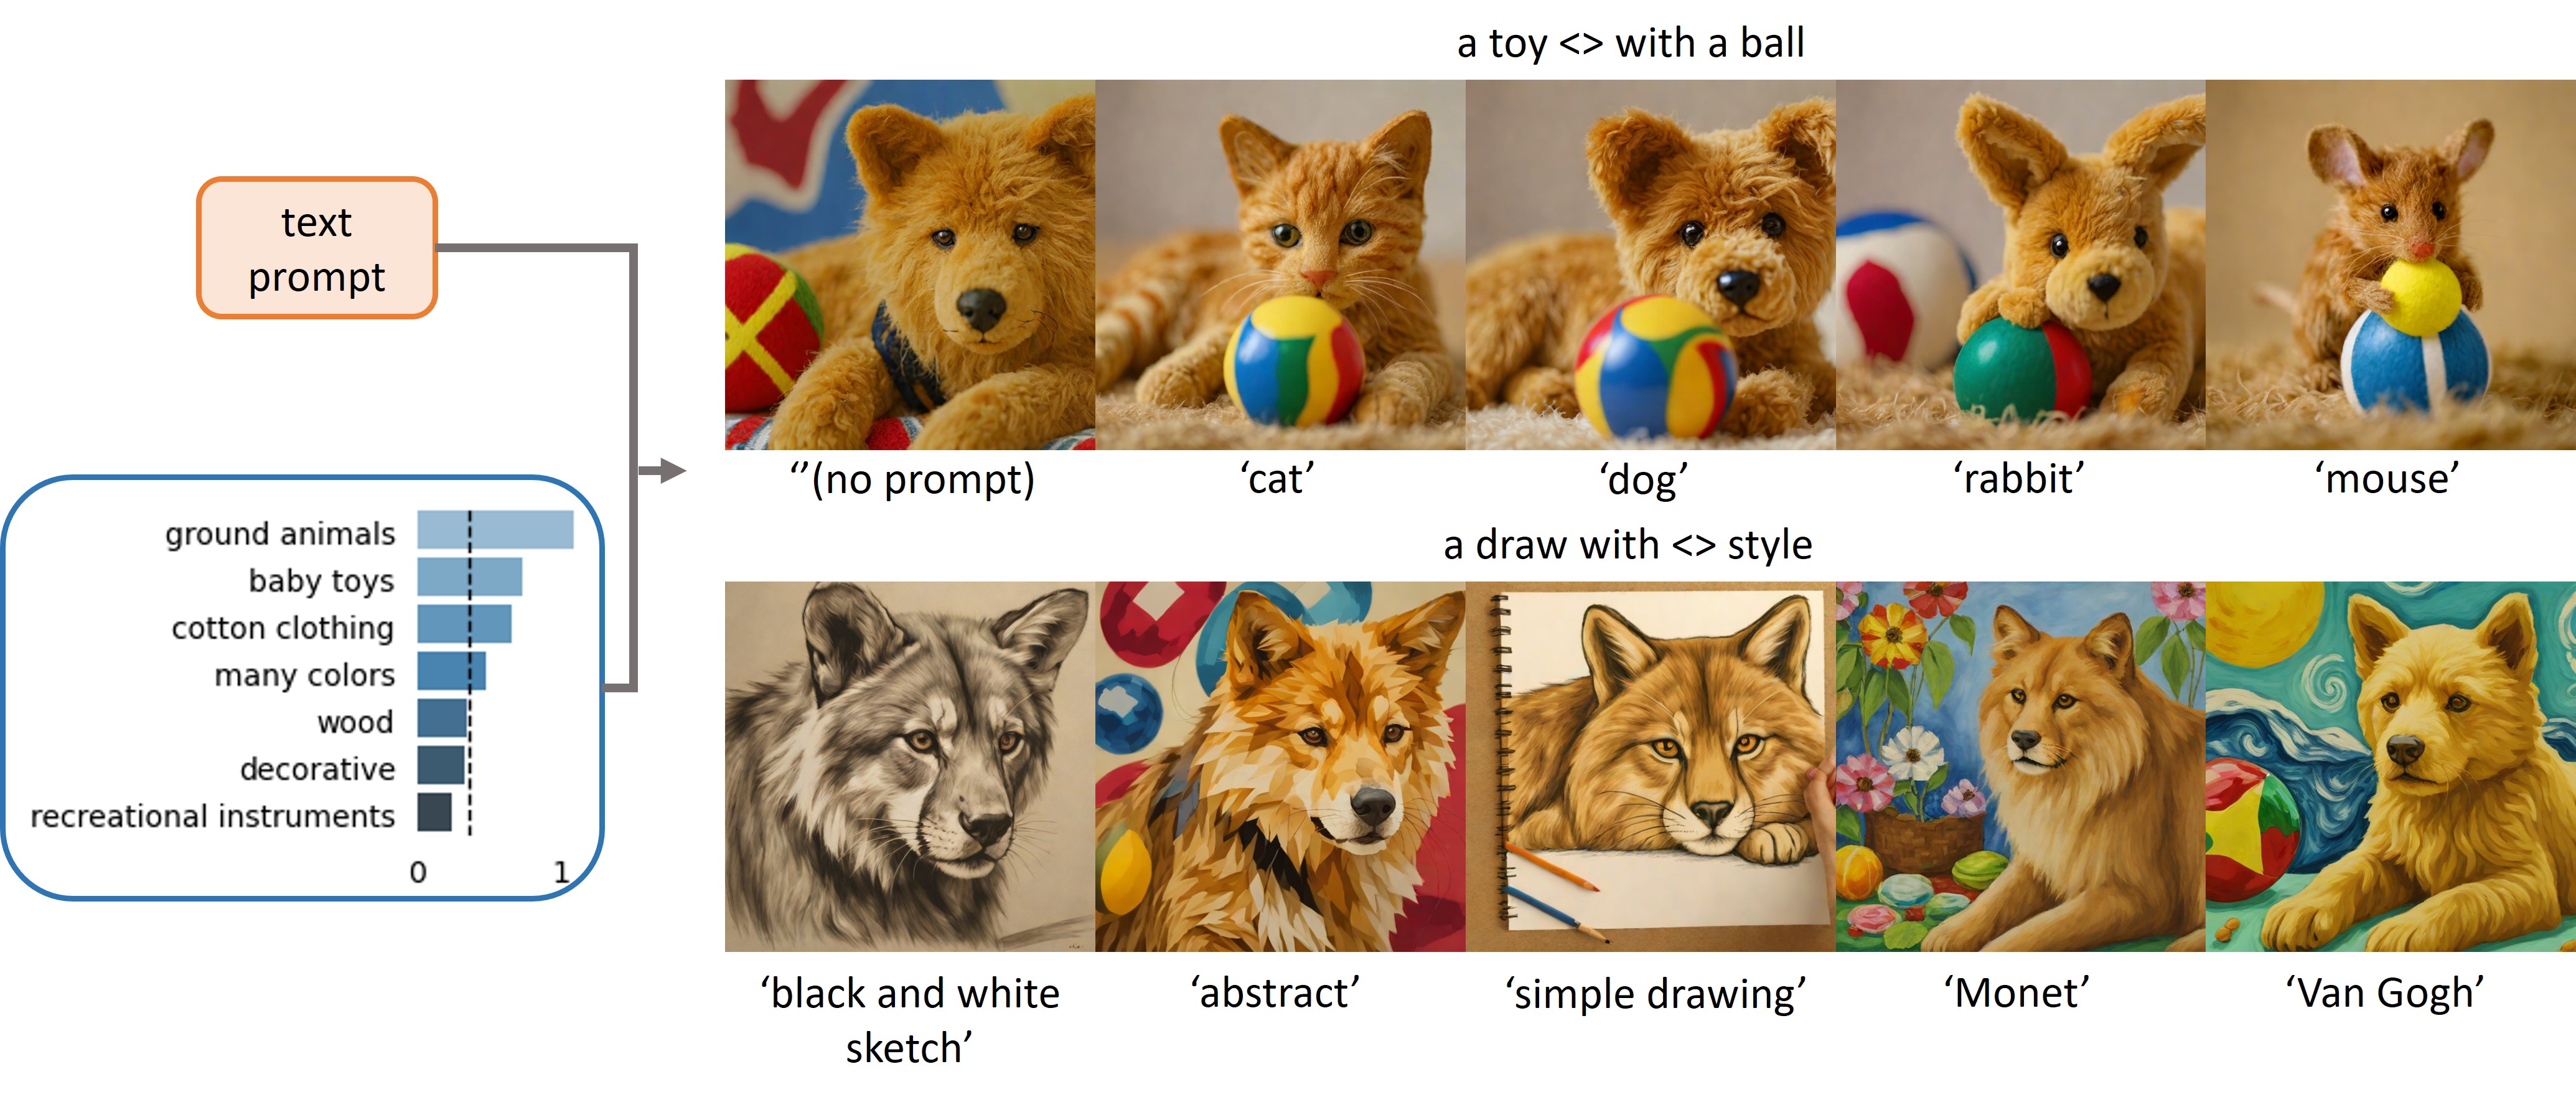 a toy <> with a ball
text
prompt
‘’(no prompt)
‘cat’
‘dog’
‘rabbit’
‘mouse’
a draw with <> style
ground animals
baby toys
cotton clothing
many colors
wood
decorative
recreational instruments
0 1
‘black and white
sketch’
‘abstract’
‘simple drawing’
‘Monet’
‘Van Gogh’